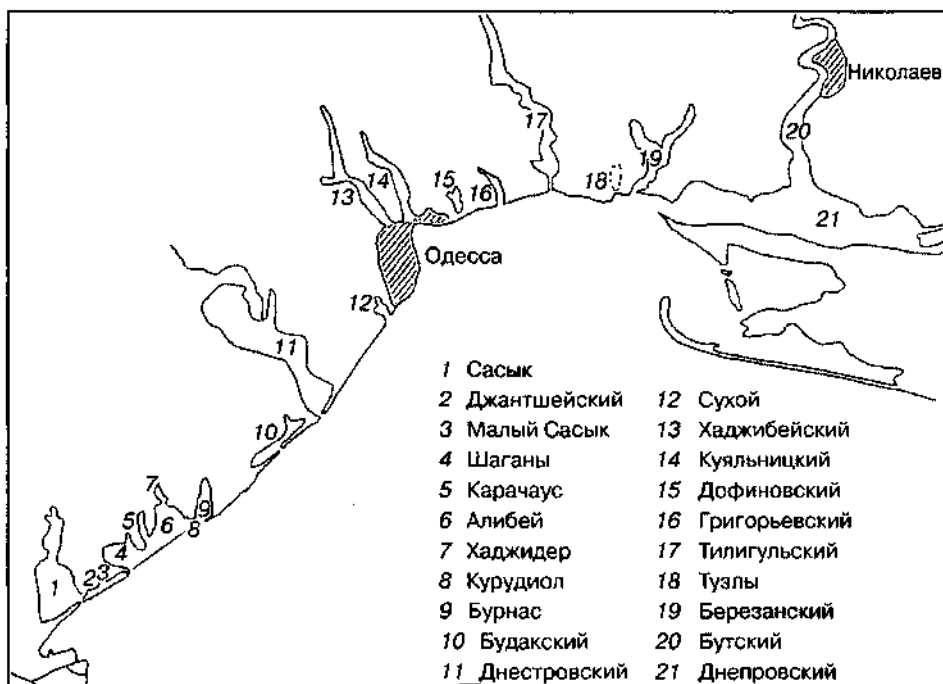 Николаев
17
20
19
14
15
18
13
16
21
Одесса
12
11
10
7
5
9
6
4
8
2 3
1
1 Сасык
2 Джантшейский
3 Малый Сасык
4 Шаганы
5 Карачаус
6 Алибей
7 Хаджидер
8 Курудиол
9 Бурнас
10 Будакский
11 Днестровский
12 Сухой
13 Хаджибейский
14 Куяльницкий
15 Дофиновский
16 Григорьевский
17 Тилигульский
18 Тузлы
19 Березанский
20 Бутский
21 Днепровский